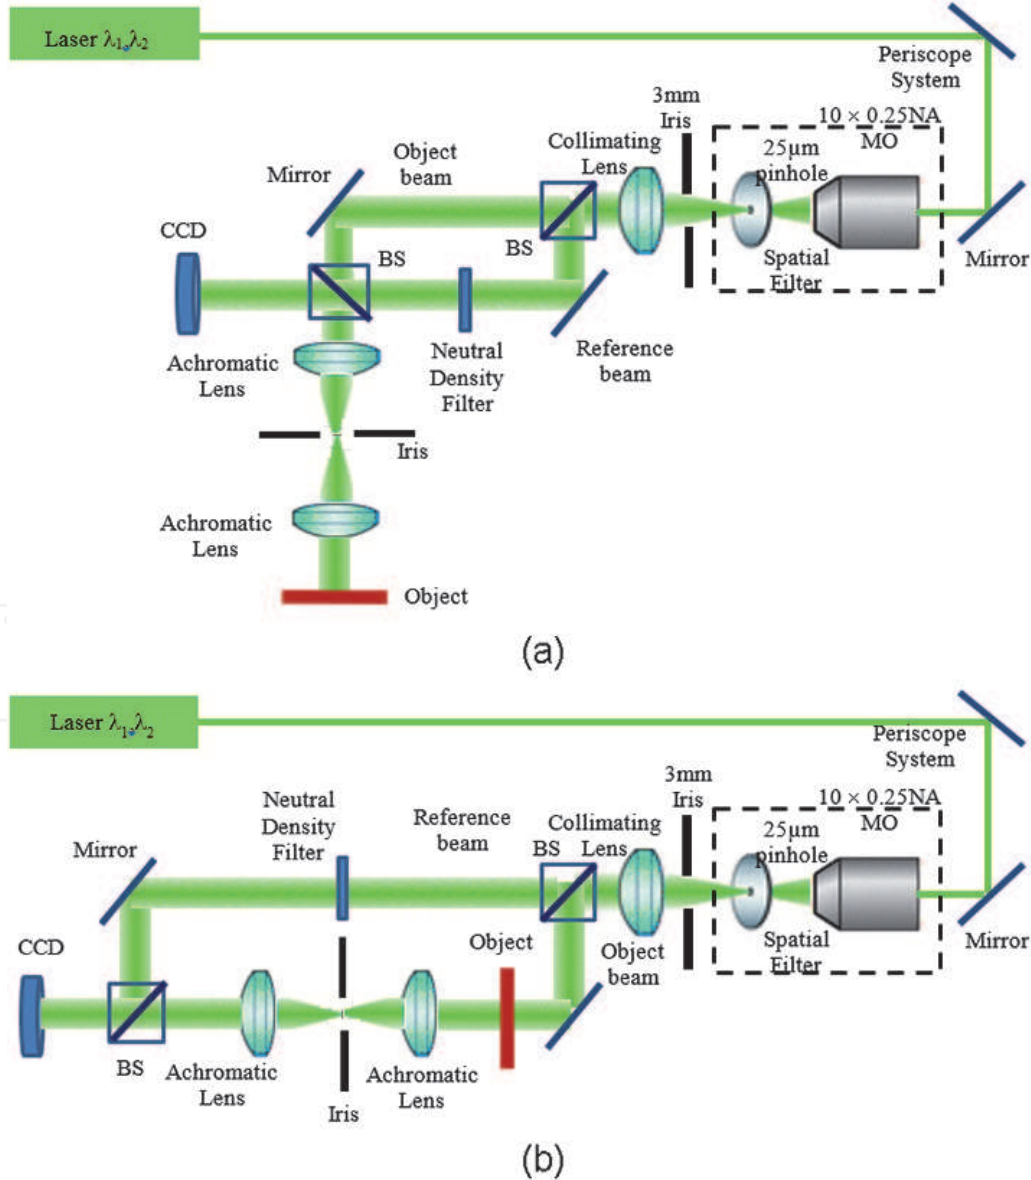 Laser λ1,λ2
Periscope
System
3mm
Iris
10 × 0.25NA
MO
Collimating
Lens
25µm
pinhole
Object
beam
Mirror
CCD
BS
BS
Spatial
Filter
Mirror
Achromatic
Lens
Neutral
Density
Filter
Reference
beam
Iris
Achromatic
Lens
Object
(a)
Laser λ1,λ2
Periscope
System
3mm
Iris
10 × 0.25NA
MO
Neutral
Density
Filter
Reference
beam
Collimating
Lens
BS
25µm
pinhole
Mirror
CCD
Object
Object
beam
Spatial
Filter
Mirror
BS
Achromatic
Lens
Achromatic
Lens
Iris
(b)